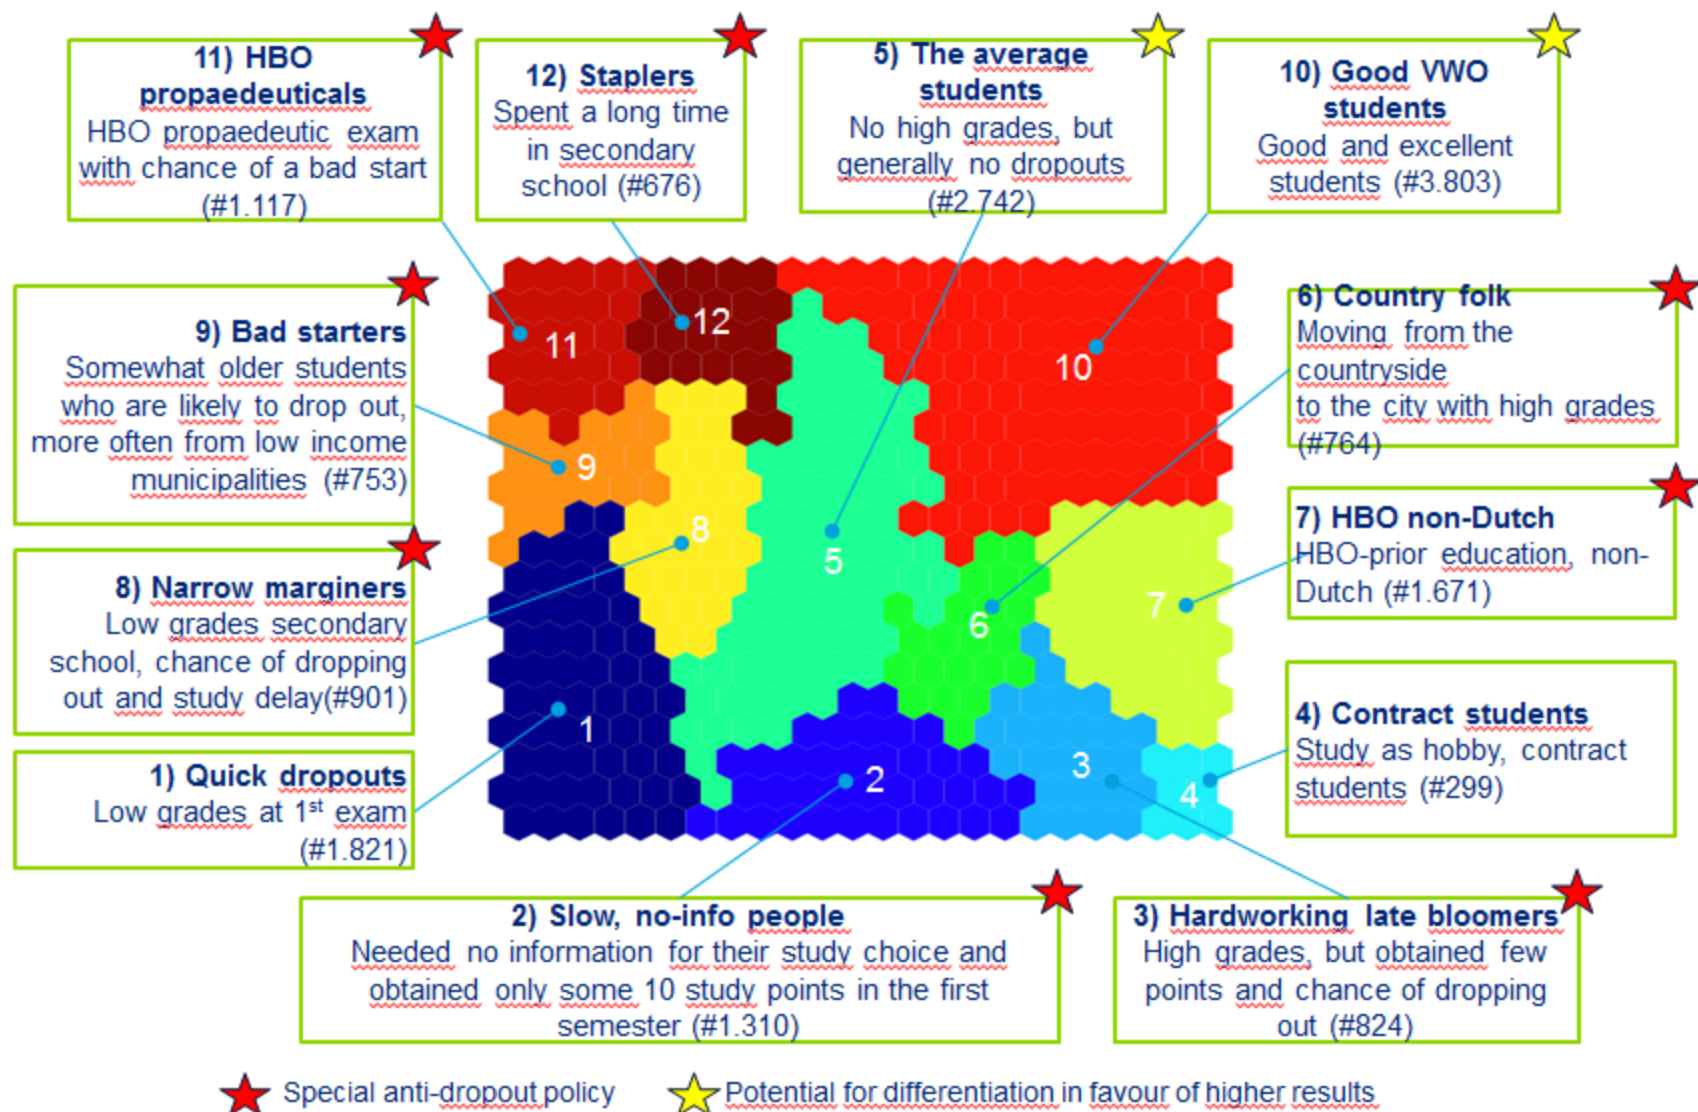 11) HBO
propaedeuticals
HBO propaedeutic exam
with chance of a bad start
(#1.117)
12) Staplers
Spent a long time
in secondary
school (#676)
5) The average
students
No high grades, but
generally no dropouts
(#2.742)
10) Good VWO
students
Good and excellent
students (#3.803)
9) Bad starters
Somewhat older students
who are likely to drop out,
more often from low income
municipalities (#753)
6) Country folk
Moving from the
countryside
to the city with high grades
(#764)
7) HBO non-Dutch
HBO-prior education, non-
Dutch (#1.671)
8) Narrow marginers
Low grades secondary
school, chance of dropping
out and study delay(#901)
4) Contract students
Study as hobby, contract
students (#299)
1) Quick dropouts
Low grades at 1st exam
(#1.821)
11
12
10
9
8
5
6
7
1
2
3
4
2) Slow, no-info people
Needed no information for their study choice and
obtained only some 10 study points in the first
semester (#1.310)
3) Hardworking late bloomers
High grades, but obtained few
points and chance of dropping
out (#824)
Special anti-dropout policy
Potential for differentiation in favour of higher results